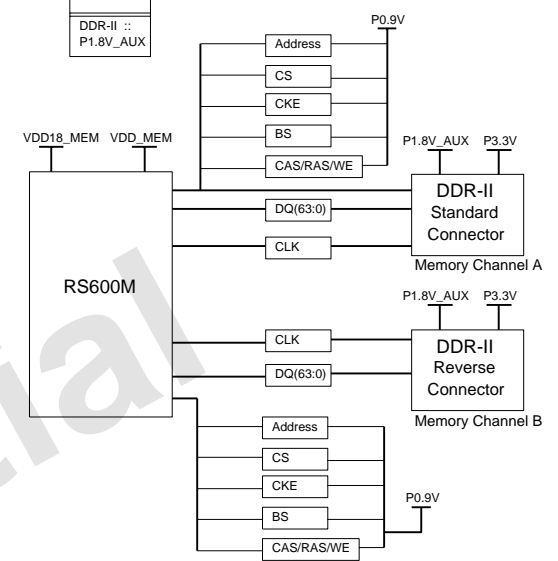 DDR-II ::
P1.8V_AUX
P0.9V
Address
CS
CKE
BS
CAS/RAS/WE
VDD18_MEM VDD_MEM
P1.8V_AUX P3.3V
RS600M
DQ(63:0)
CLK
DDR-II
Standard
Connector
Memory Channel A
P1.8V_AUX P3.3V
CLK
DQ(63:0)
DDR-II
Reverse
Connector
Memory Channel B
Address
CS
CKE
BS
CAS/RAS/WE
P0.9V
tial